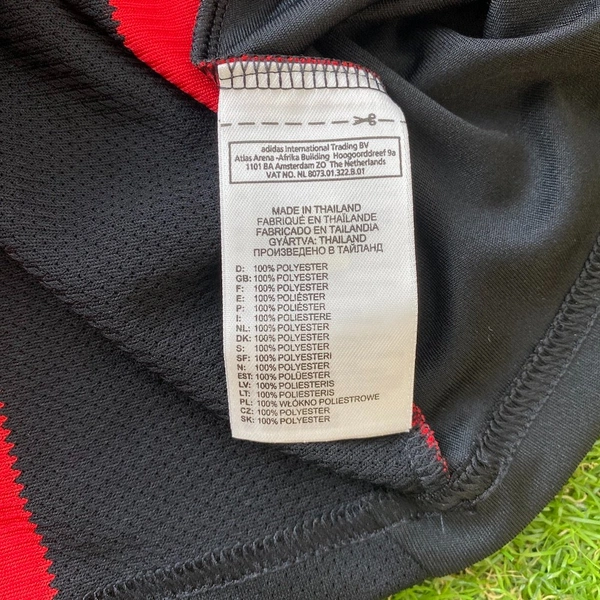 adidas International Trading BV
Atlas Arena -Afrika Building Hoogoorddreef 9a
1101 BA Amsterdam ZO The Netherlands
VAT NO. NL 8073.01.322.B.01
MADE IN THAILAND
FABRIQUÉ EN THAÏLANDE
FABRICADO EN TAILANDIA
GYÁRTVA: THAILAND
ПРОИЗВЕДЕНО В ТАЙЛАНД
D: 100% POLYESTER
GB: 100% POLYESTER
F: 100% POLYESTER
E: 100% POLIÉSTER
P: 100% POLIÉSTER
I: 100% POLIESTERE
NL: 100% POLYESTER
DK: 100% POLYESTER
S: 100% POLYESTER
SF: 100% POLYESTERI
N: 100% POLYESTER
EST: 100% POLÜESTER
LV: 100% POLIESTERIS
LT: 100% POLIESTERIS
PL: 100% WŁÓKNO POLIESTROWE
CZ: 100% POLYESTER
SK: 100% POLYESTER